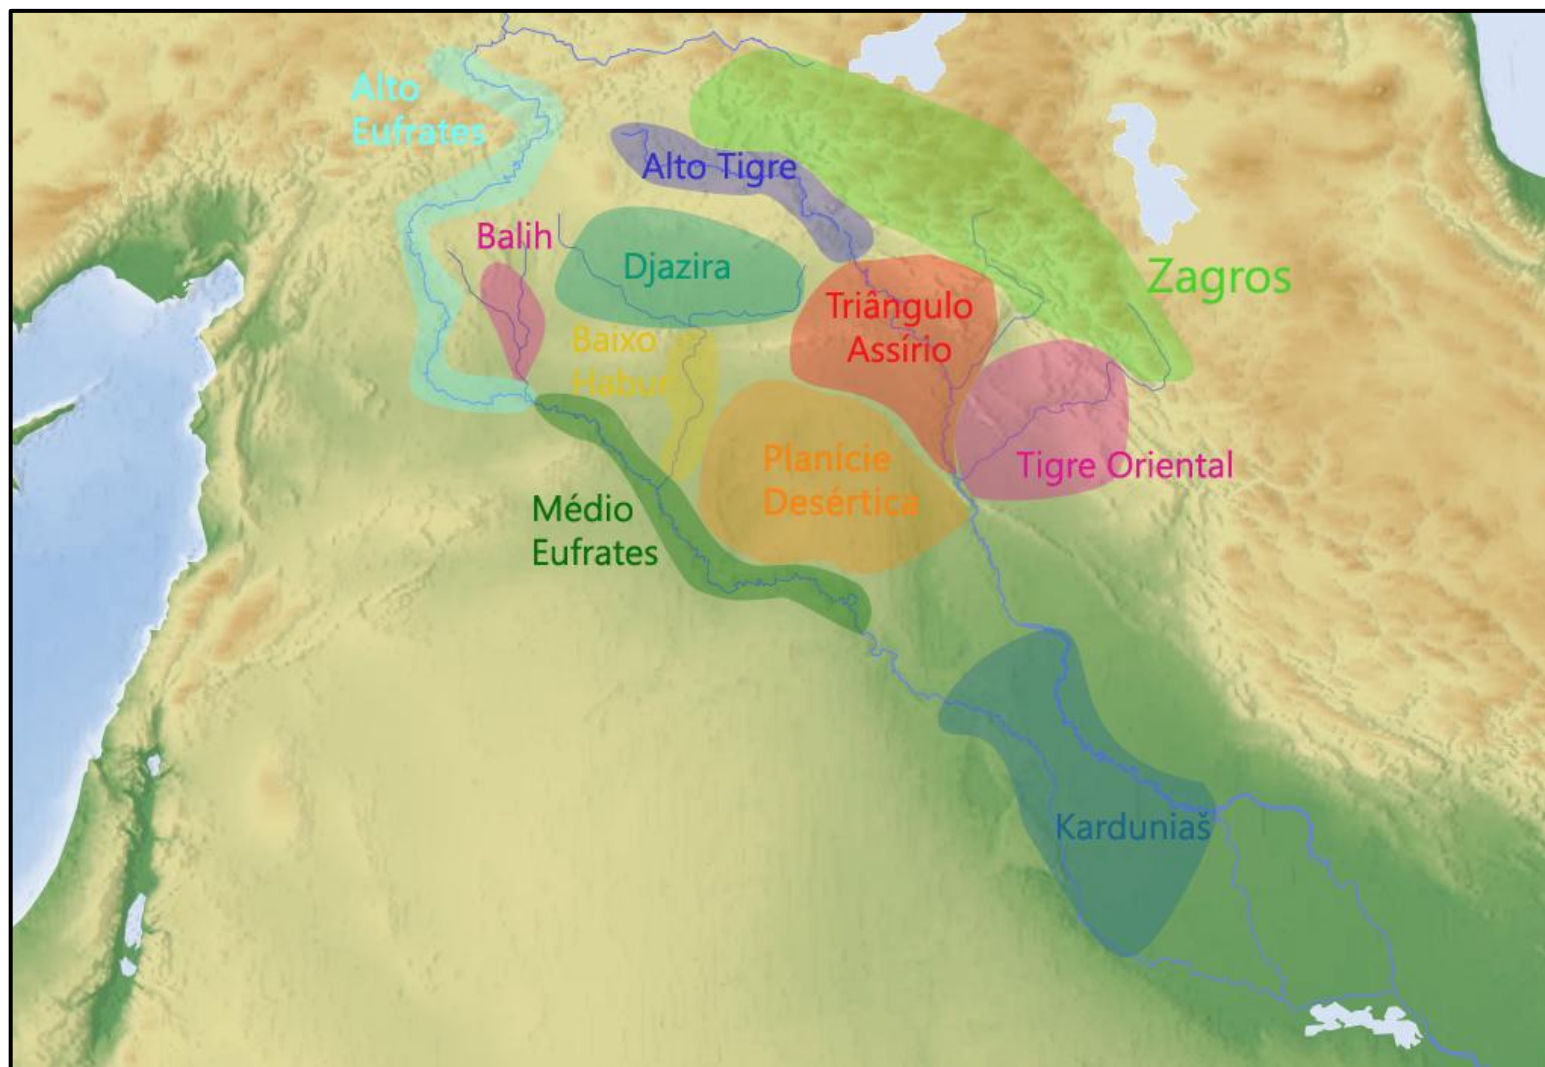 Alto
Eufrates
Alto Tigre
Balih
Djazira
Zagros
Triângulo
Assírio
Baixo
Habur
Planície
Desértica
Tigre Oriental
Médio
Eufrates
Karduniaš